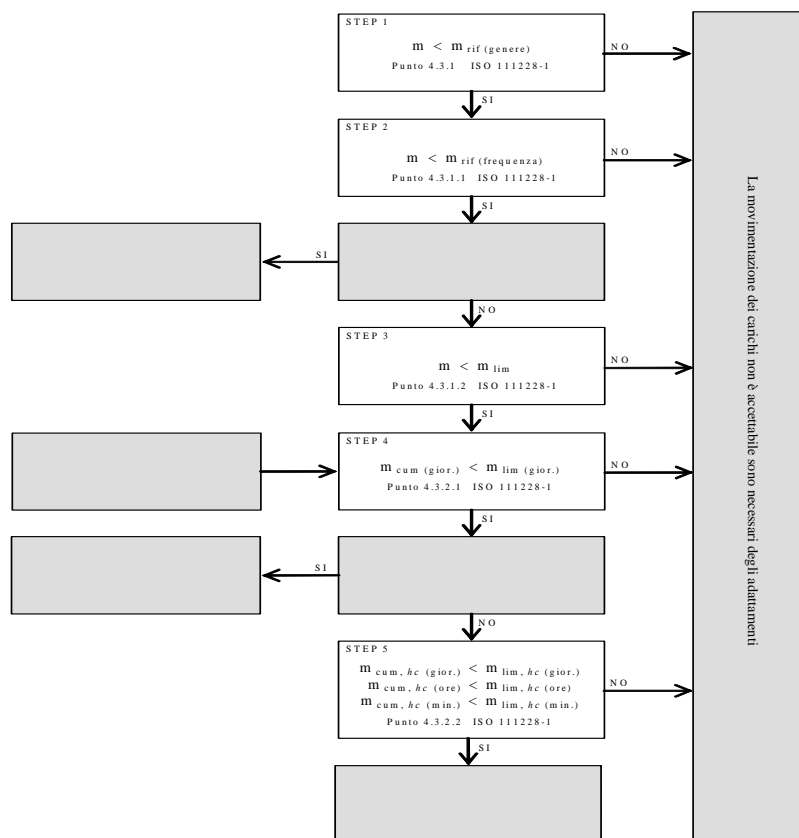 STEP 1
m < m rif (genere)
Punto 4.3.1 ISO 111228-1
NO
SI
STEP 2
m < m rif (frequenza)
Punto 4.3.1.1 ISO 111228-1
NO
SI
SI
NO
STEP 3
m < m lim
Punto 4.3.1.2 ISO 111228-1
NO
SI
STEP 4
m cum (gior.) < m lim (gior.)
Punto 4.3.2.1 ISO 111228-1
NO
SI
SI
NO
STEP 5
m cum, hc (gior.) < m lim, hc (gior.)
m cum, hc (ore) < m lim, hc (ore)
m cum, hc (min.) < m lim, hc (min.)
Punto 4.3.2.2 ISO 111228-1
NO
SI
La movimentazione dei carichi non è accettabile sono necessari degli adattamenti